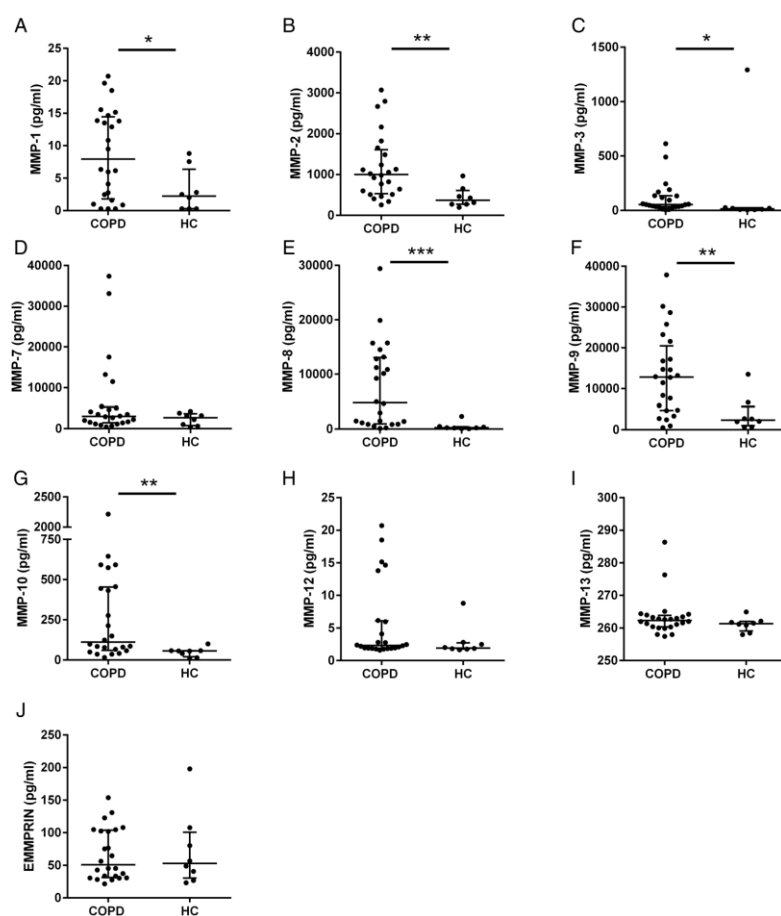 A
*
MMP-1 (pg/ml)
25
20
15
10
5
0
COPD
HC
B
**
MMP-2 (pg/ml)
4000
3000
2000
1000
0
COPD
HC
C
*
MMP-3 (pg/ml)
1500
1000
500
0
COPD
HC
D
MMP-7 (pg/ml)
40000
30000
20000
10000
0
COPD
HC
E
***
MMP-8 (pg/ml)
30000
20000
10000
0
COPD
HC
F
**
MMP-9 (pg/ml)
40000
30000
20000
10000
0
COPD
HC
G
**
MMP-10 (pg/ml)
2500
2000
750
500
250
0
COPD
HC
H
MMP-12 (pg/ml)
25
20
15
10
5
0
COPD
HC
I
MMP-13 (pg/ml)
300
290
280
270
260
250
COPD
HC
J
EMMPRIN (pg/ml)
250
200
150
100
50
0
COPD
HC